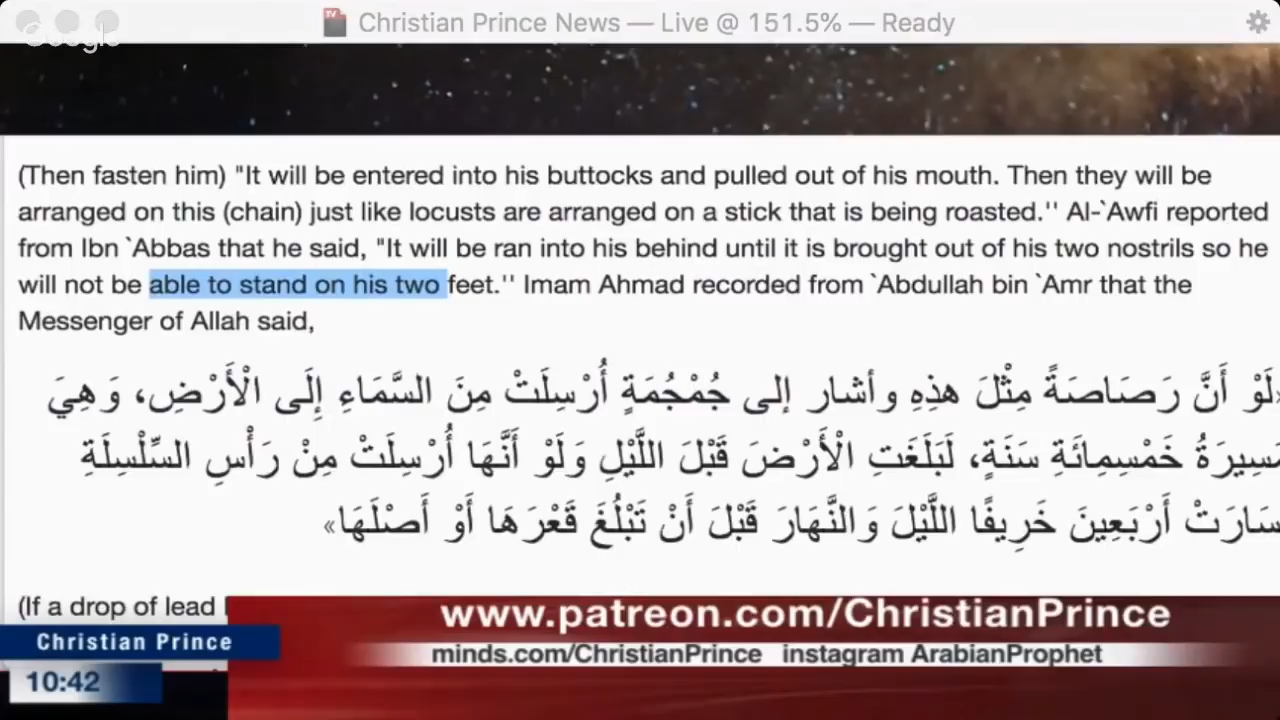 Christian Prince News — Live @ 151.5% — Ready
Google
(Then fasten him) "It will be entered into his buttocks and pulled out of his mouth. Then they will be
arranged on this (chain) just like locusts are arranged on a stick that is being roasted.'' Al-`Awfi reported
from Ibn `Abbas that he said, "It will be ran into his behind until it is brought out of his two nostrils so he
will not be able to stand on his two feet.'' Imam Ahmad recorded from `Abdullah bin `Amr that the
Messenger of Allah said,
«لَوْ أَنَّ رَصَاصَةً مِثْلَ هذِهِ وأشار إلى جُمْجُمَةٍ أُرْسِلَتْ مِنَ السَّمَاءِ إِلَى الْأَرْضِ، وَهِيَ
مَسِيرَةُ خَمْسِمِائَةِ سَنَةٍ، لَبَلَغَتِ الْأَرْضَ قَبْلَ اللَّيْلِ وَلَوْ أَنَّهَا أُرْسِلَتْ مِنْ رَأْسِ السِّلْسِلَةِ
سَارَتْ أَرْبَعِينَ خَرِيفًا اللَّيْلَ وَالنَّهَارَ قَبْلَ أَنْ تَبْلُغَ قَعْرَهَا أَوْ أَصْلَهَا»
(If a drop of lead
www.patreon.com/ChristianPrince
Christian Prince
minds.com/ChristianPrince instagram ArabianProphet
10:42